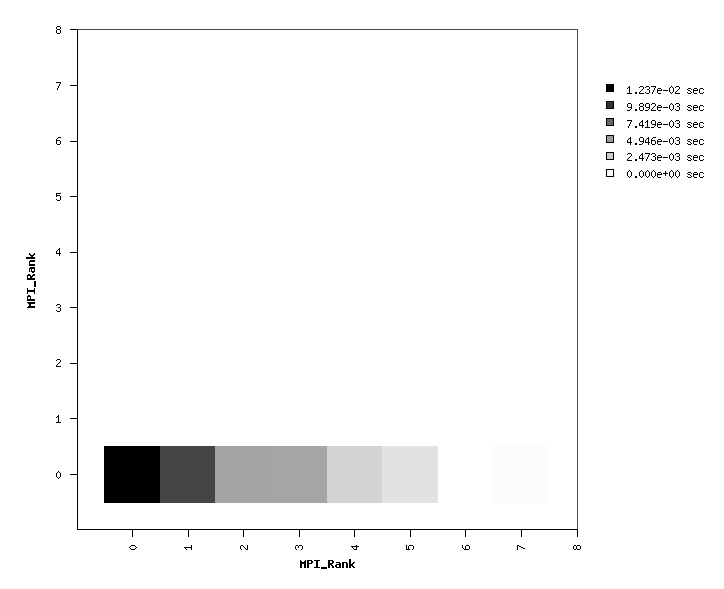 8
7
6
5
4
3
2
1
0
MPI_Rank
0 1 2 3 4 5 6 7 8
MPI_Rank
1.237e-02 sec
9.892e-03 sec
7.419e-03 sec
4.946e-03 sec
2.473e-03 sec
0.000e+00 sec